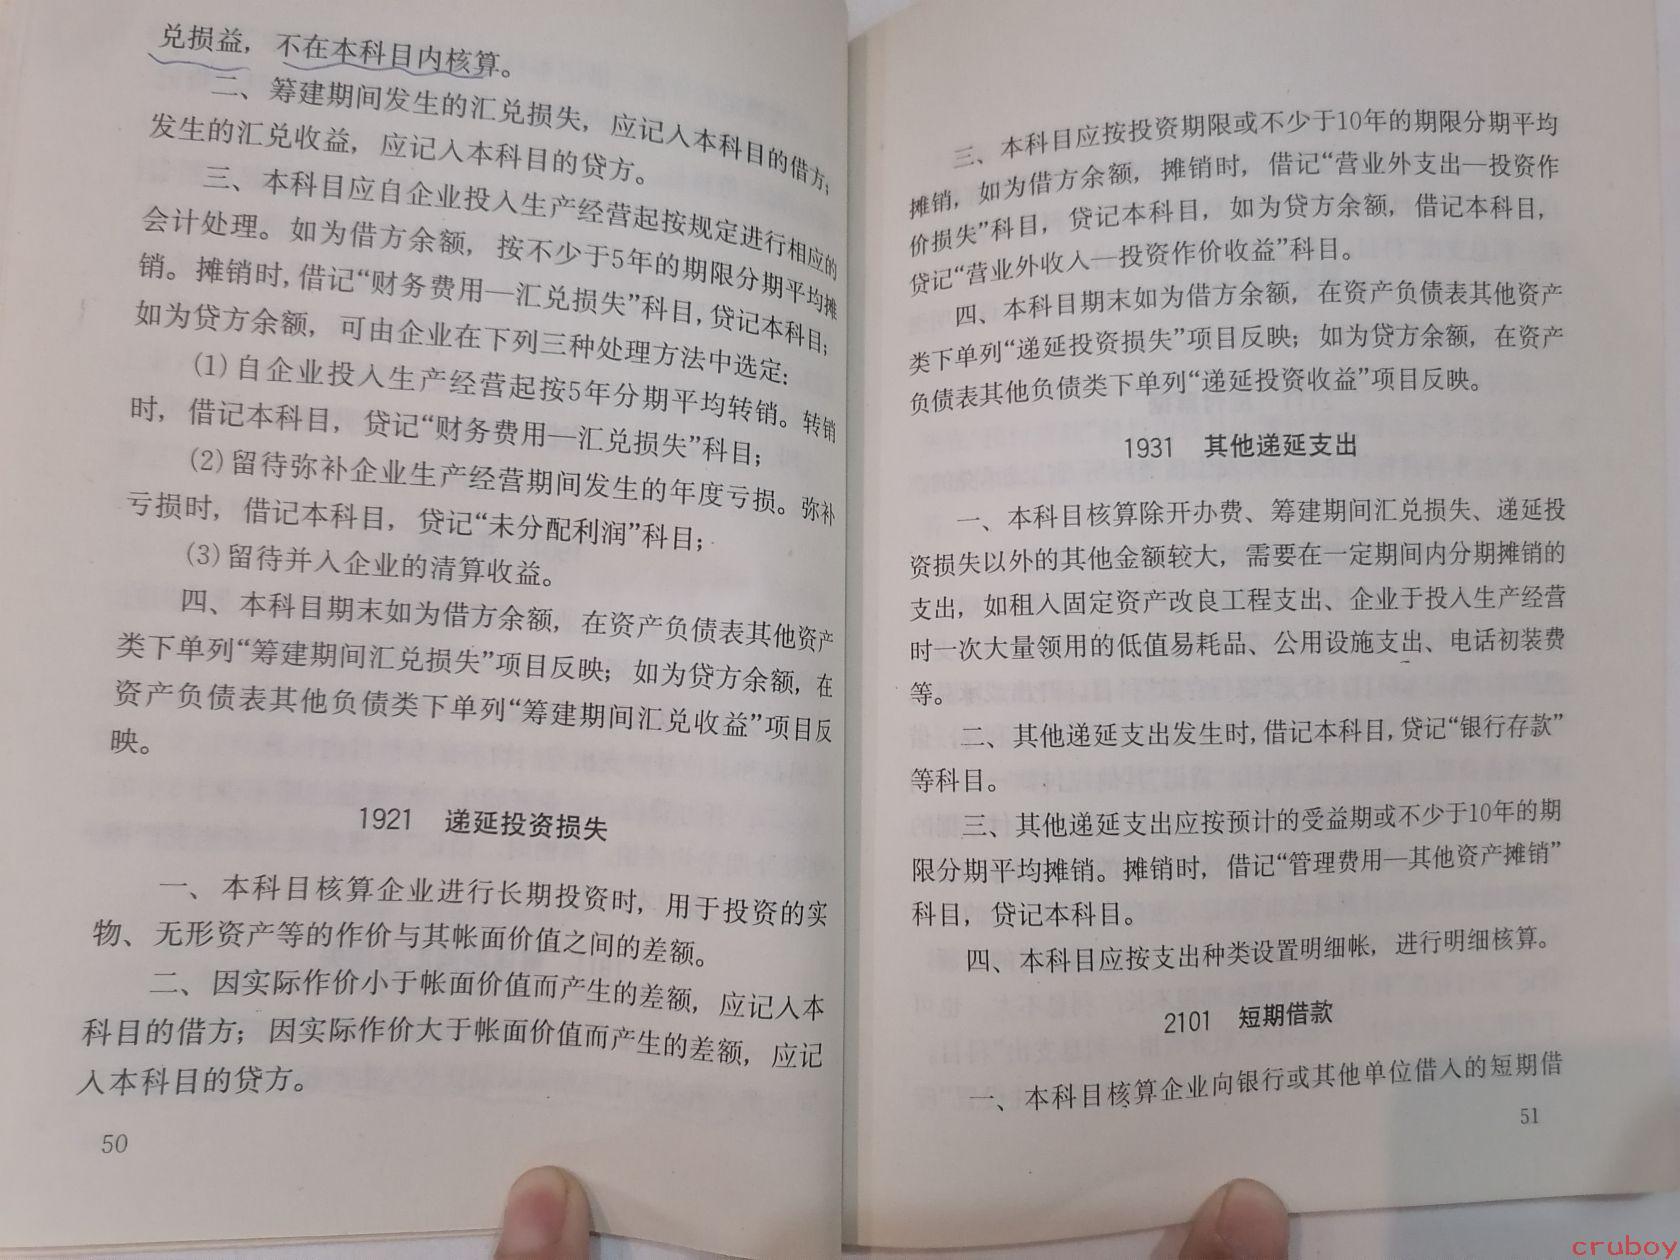 兑损益，不在本科目内核算。
二、筹建期间发生的汇兑损失，应记入本科目的借方；
发生的汇兑收益，应记入本科目的贷方。
三、本科目应自企业投入生产经营起按规定进行相应的
会计处理。如为借方余额，按不少于5年的期限分期平均摊
销。摊销时,借记“财务费用—汇兑损失”科目,贷记本科目；
如为贷方余额，可由企业在下列三种处理方法中选定：
(1)自企业投入生产经营起按5年分期平均转销。转销
时，借记本科目，贷记“财务费用—汇兑损失”科目；
(2)留待弥补企业生产经营期间发生的年度亏损。弥补
亏损时，借记本科目，贷记“未分配利润”科目；
(3)留待并入企业的清算收益。
四、本科目期末如为借方余额，在资产负债表其他资产
类下单列“筹建期间汇兑损失”项目反映；如为贷方余额，在
资产负债表其他负债类下单列“筹建期间汇兑收益”项目反
映。
1921 递延投资损失
一、本科目核算企业进行长期投资时，用于投资的实
物、无形资产等的作价与其帐面价值之间的差额。
二、因实际作价小于帐面价值而产生的差额，应记入本
科目的借方；因实际作价大于帐面价值而产生的差额，应记
入本科目的贷方。
50
三、本科目应按投资期限或不少于10年的期限分期平均
摊销，如为借方余额，摊销时，借记“营业外支出—投资作
价损失”科目，贷记本科目，如为贷方余额，借记本科目，
贷记“营业外收入—投资作价收益”科目。
四、本科目期末如为借方余额，在资产负债表其他资产
类下单列“递延投资损失”项目反映；如为贷方余额，在资产
负债表其他负债类下单列“递延投资收益”项目反映。
1931 其他递延支出
一、本科目核算除开办费、筹建期间汇兑损失、递延投
资损失以外的其他金额较大，需要在一定期间内分期摊销的
支出，如租入固定资产改良工程支出、企业于投入生产经营
时一次大量领用的低值易耗品、公用设施支出、电话初装费
等。
二、其他递延支出发生时,借记本科目,贷记“银行存款”
等科目。
三、其他递延支出应按预计的受益期或不少于10年的期
限分期平均摊销。摊销时，借记“管理费用—其他资产摊销”
科目，贷记本科目。
四、本科目应按支出种类设置明细帐，进行明细核算。
2101 短期借款
一、本科目核算企业向银行或其他单位借入的短期借
51
cruboy